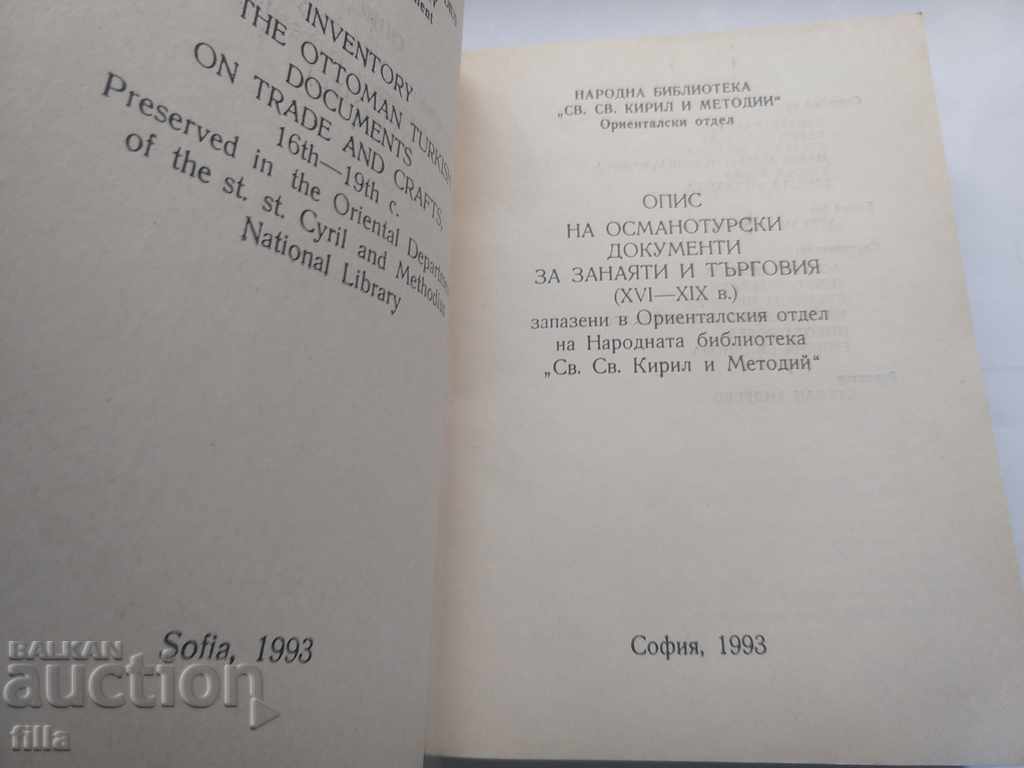 INVENTORY
THE OTTOMAN TURKISH
DOCUMENTS
ON TRADE AND CRAFTS,
16th—19th c.
Preserved in the Oriental
of the st. st. Cyril and
National Library
Sofia, 1993
НАРОДНА БИБЛИОТЕКА
„СВ. СВ. КИРИЛ И МЕТОДИЙ“
Ориенталски отдел
ОПИС
НА ОСМАНОТУРСКИ
ДОКУМЕНТИ
ЗА ЗАНАЯТИ И ТЪРГОВИЯ
(XVI—XIX в.)
запазени в Ориенталския отдел
на Народната библиотека
„Св. Св. Кирил и Методий“
София, 1993
BALKAN
auction
filla